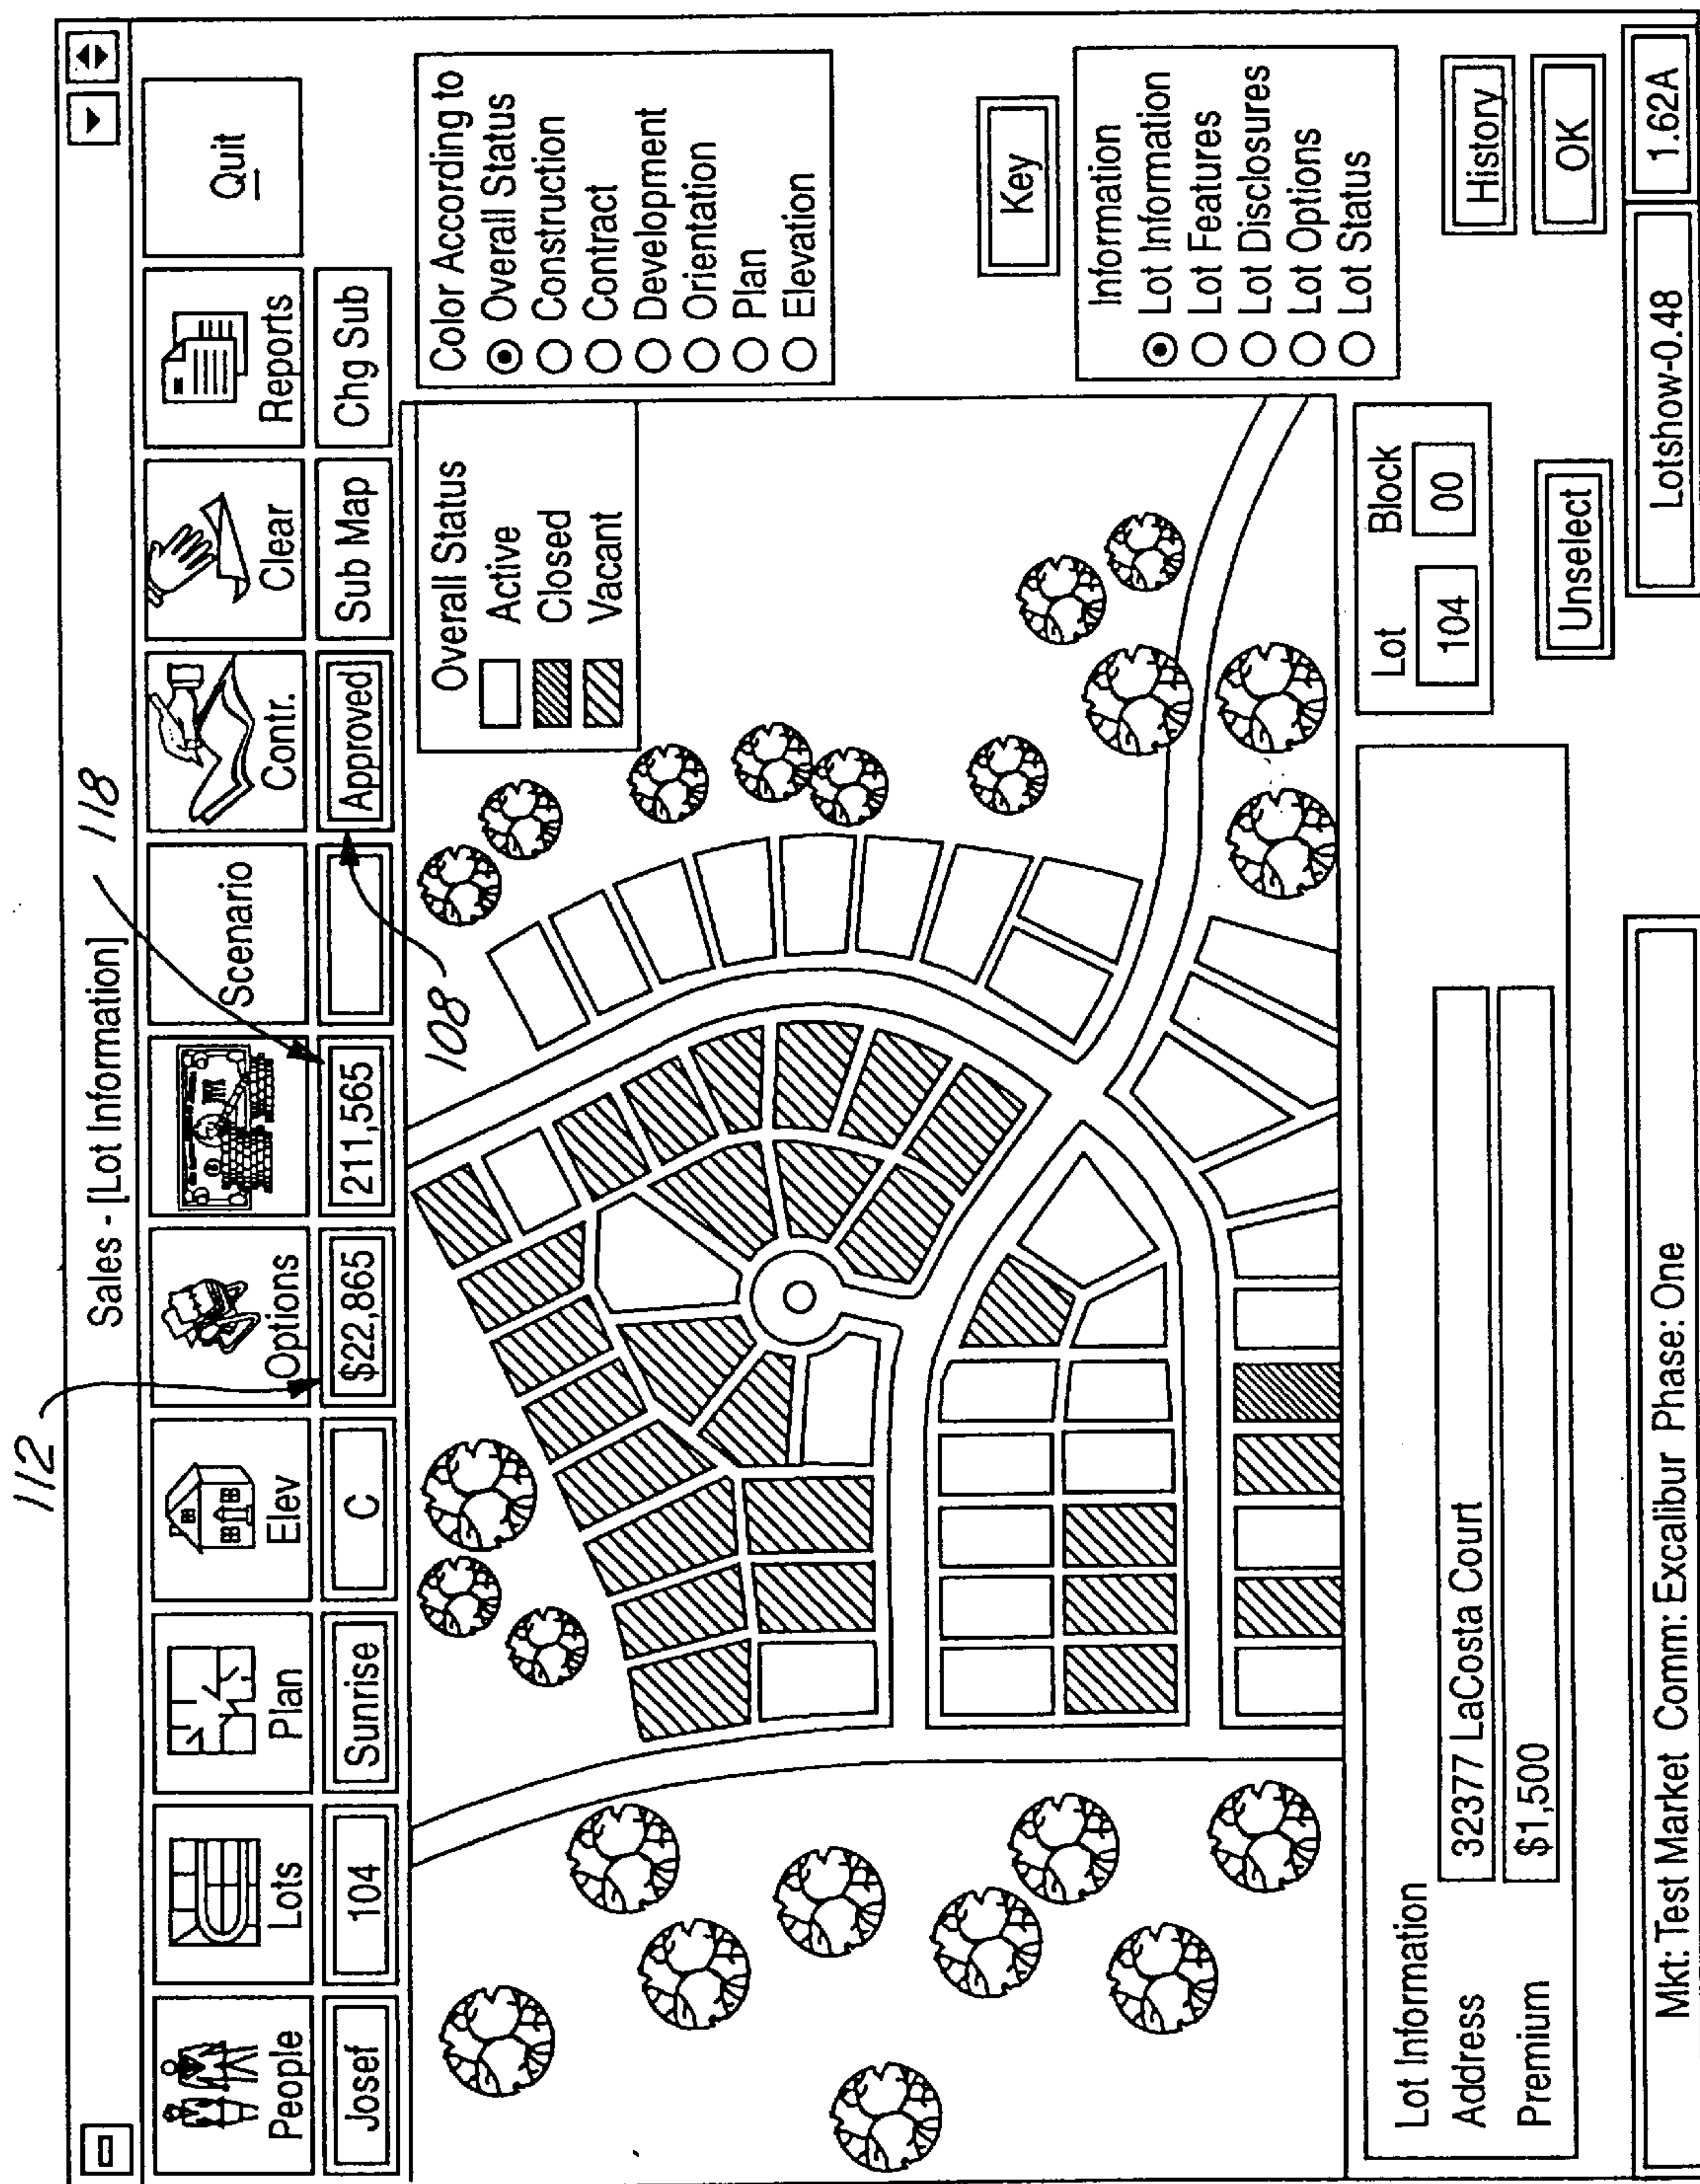 112
118
Sales - [Lot Information]
People
Lots
Plan
Elev
Options
Scenario
Contr.
Clear
Reports
Quit
Josef
104
Sunrise
C
$22,865
211,565
Approved
Sub Map
Chg Sub
108
Overall Status
Active
Closed
Vacant
Color According to
Overall Status
Construction
Contract
Development
Orientation
Plan
Elevation
Key
Information
Lot Information
Lot Features
Lot Disclosures
Lot Options
Lot Status
Lot Information
Address 32377 LaCosta Court
Premium $1,500
Lot Block
104 00
Unselect
History
OK
Mkt: Test Market Comm: Excalibur Phase: One
Lotshow-0.48
1.62A